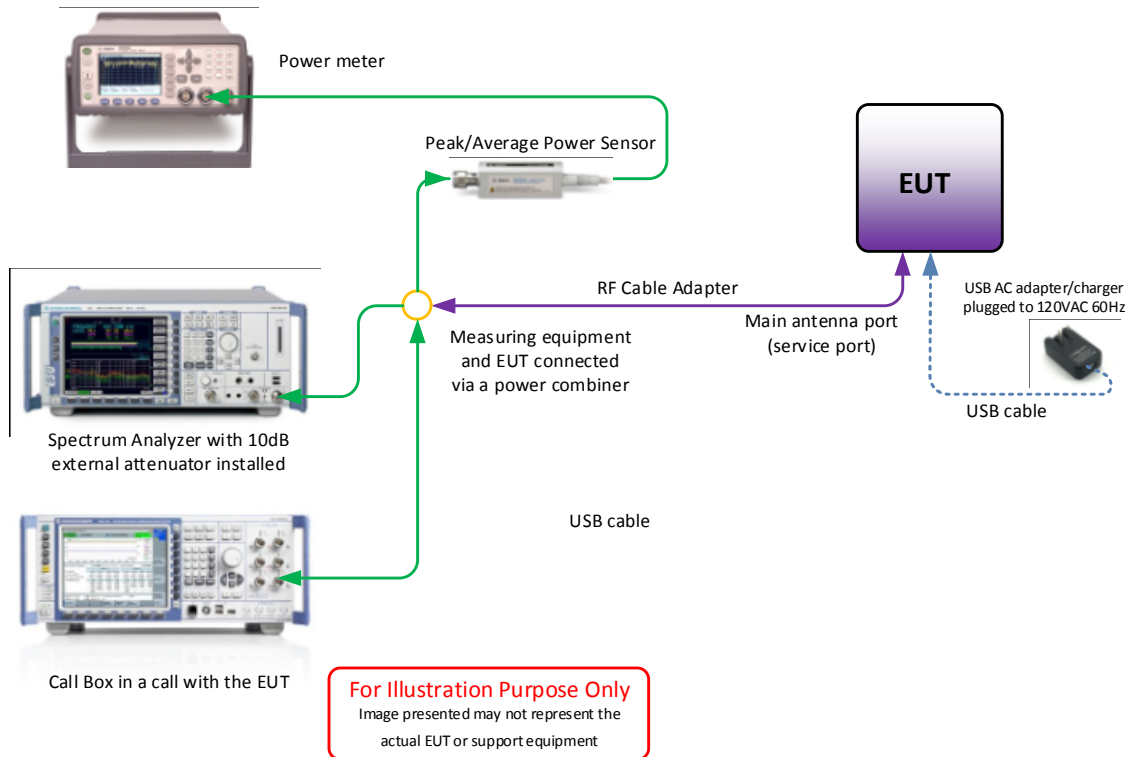 Power meter
Peak/Average Power Sensor
EUT
RF Cable Adapter
USB AC adapter/charger
plugged to 120VAC 60Hz
Main antenna port
(service port)
Measuring equipment
and EUT connected
via a power combiner
USB cable
Spectrum Analyzer with 10dB
external attenuator installed
USB cable
Call Box in a call with the EUT
For Illustration Purpose Only
Image presented may not represent the
actual EUT or support equipment